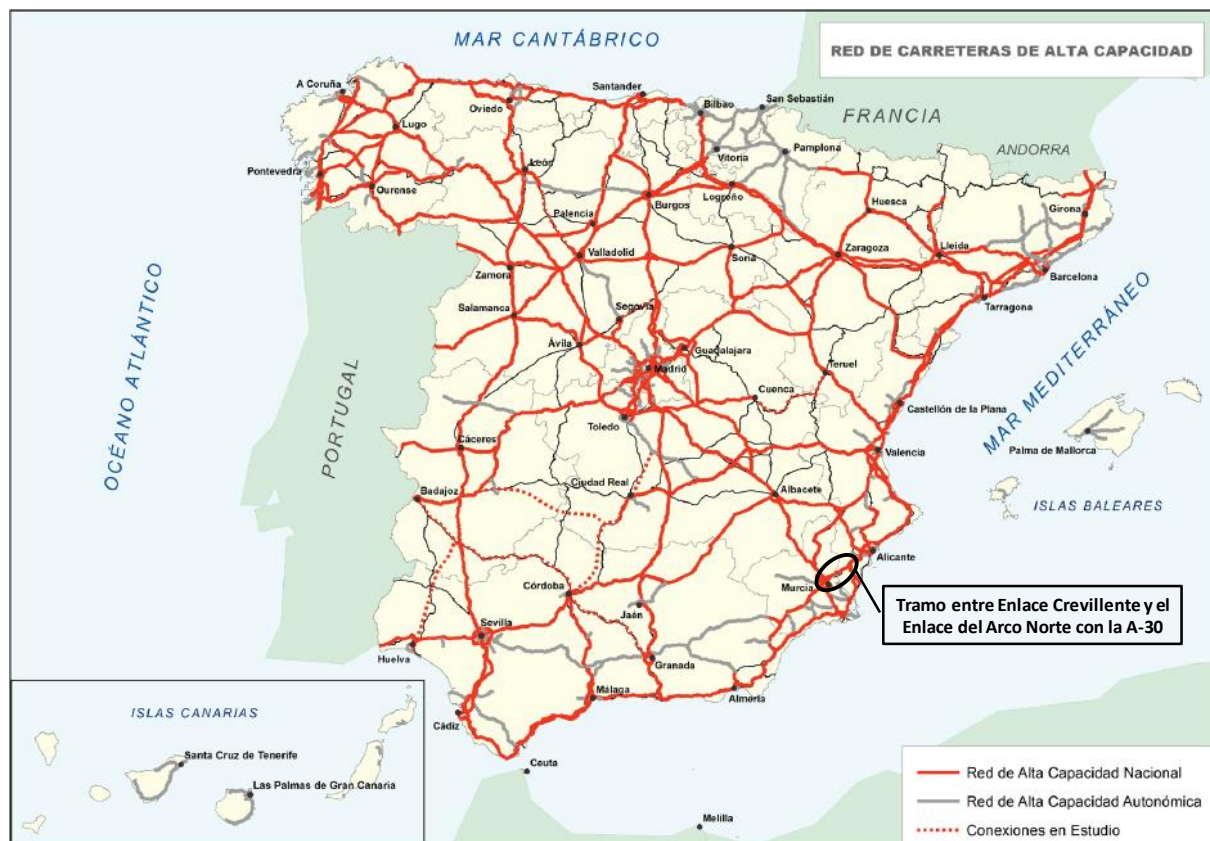 MAR CANTÁBRICO
RED DE CARRETERAS DE ALTA CAPACIDAD
A Coruña
Oviedo
Santander
Bilbao
San Sebastián
FRANCIA
Lugo
Vitoria
Pamplona
ANDORRA
Pontevedra
León
Ourense
Burgos
Logroño
Huesca
Girona
Palencia
Valladolid
Soria
Zaragoza
Lleida
Barcelona
Zamora
Tarragona
OCÉANO ATLÁNTICO
Salamanca
Segovia
MAR MEDITERRÁNEO
Ávila
Guadalajara
Madrid
Teruel
PORTUGAL
Cuenca
Castellón de la Plana
Toledo
Cáceres
Valencia
Palma de Mallorca
Ciudad Real
Badajoz
Albacete
ISLAS BALEARES
Alicante
Córdoba
Murcia
Jaén
Tramo entre Enlace Crevillente y el
Enlace del Arco Norte con la A-30
Sevilla
Huelva
Granada
Málaga
Almería
ISLAS CANARIAS
Cádiz
Santa Cruz de Tenerife
Ceuta
Las Palmas de Gran Canaria
Red de Alta Capacidad Nacional
Red de Alta Capacidad Autonómica
Melilla
Conexiones en Estudio